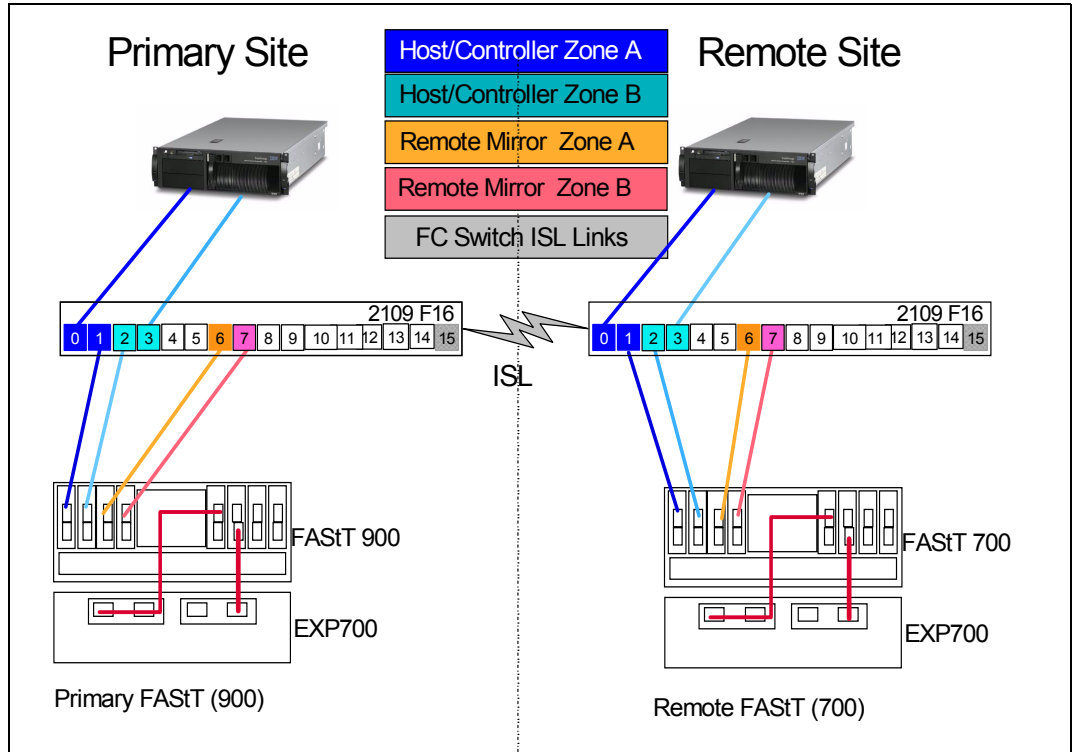 Primary Site
Host/Controller Zone A
Remote Site
Host/Controller Zone B
Remote Mirror Zone A
Remote Mirror Zone B
FC Switch ISL Links
2109 F16
0 1 2 3 4 5 6 7 8 9 10 11 12 13 14 15
2109 F16
0 1 2 3 4 5 6 7 8 9 10 11 12 13 14 15
ISL
FAStT 900
FAStT 700
EXP700
EXP700
Primary FAStT (900)
Remote FAStT (700)